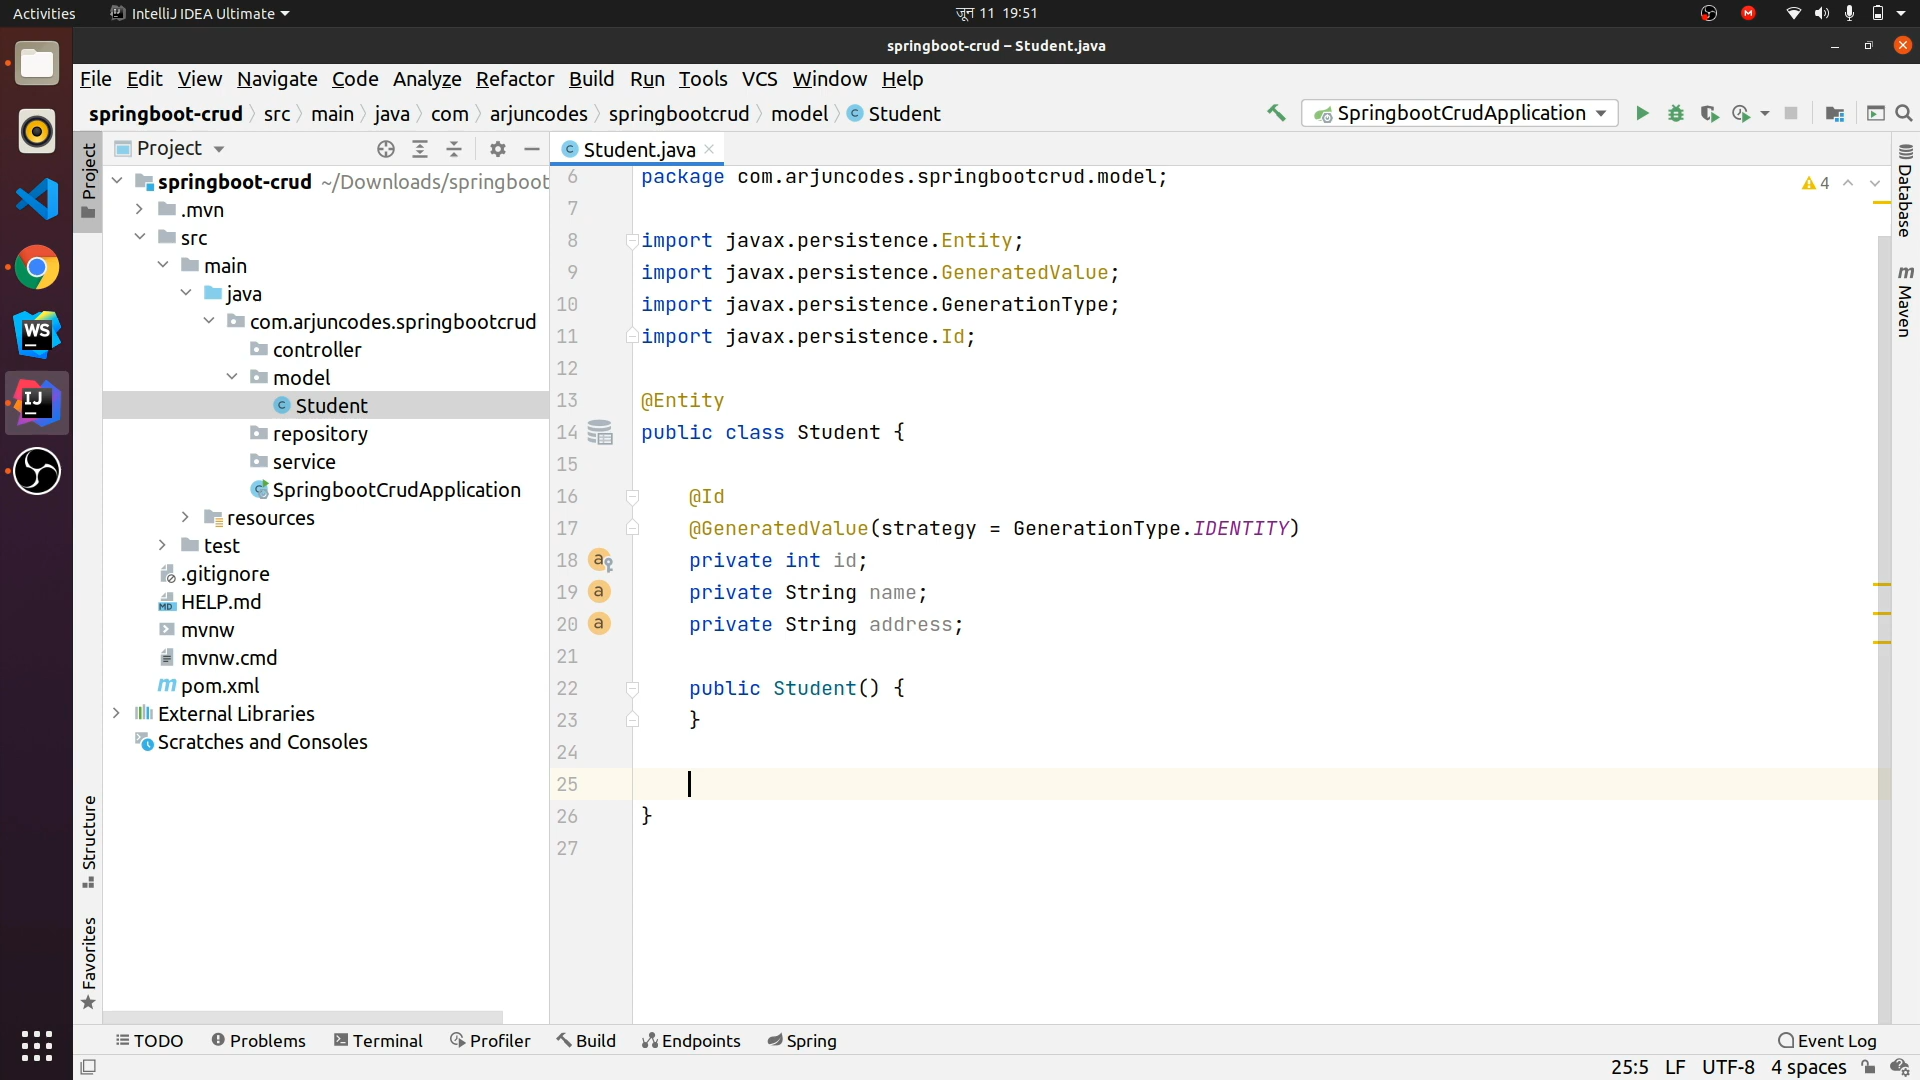 Activities
IntelliJ IDEA Ultimate
जून 11 19:51
springboot-crud – Student.java
File Edit View Navigate Code Analyze Refactor Build Run Tools VCS Window Help
springboot-crud src main java com arjuncodes springbootcrud model Student
SpringbootCrudApplication
Project
Project
Student.java
springboot-crud ~/Downloads/springboot
.mvn
src
main
java
com.arjuncodes.springbootcrud
controller
model
Student
repository
service
SpringbootCrudApplication
resources
test
.gitignore
HELP.md
mvnw
mvnw.cmd
pom.xml
External Libraries
Scratches and Consoles
Structure
Favorites
6 package com.arjuncodes.springbootcrud.model;
7
8 import javax.persistence.Entity;
9 import javax.persistence.GeneratedValue;
10 import javax.persistence.GenerationType;
11 import javax.persistence.Id;
12
13 @Entity
14 public class Student {
15
16 @Id
17 @GeneratedValue(strategy = GenerationType.IDENTITY)
18 private int id;
19 private String name;
20 private String address;
21
22 public Student() {
23 }
24
25
26 }
27
4
Database
Maven
TODO Problems Terminal Profiler Build Endpoints Spring
Event Log
25:5 LF UTF-8 4 spaces